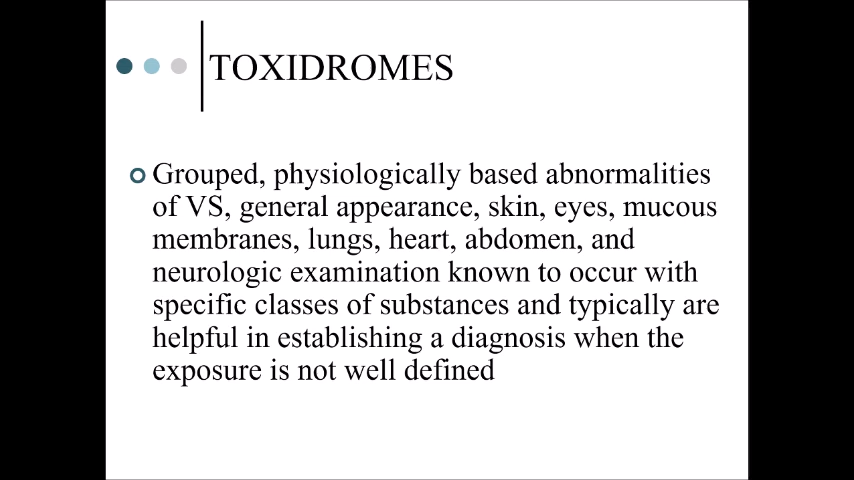 TOXIDROMES
Grouped, physiologically based abnormalities
of VS, general appearance, skin, eyes, mucous
membranes, lungs, heart, abdomen, and
neurologic examination known to occur with
specific classes of substances and typically are
helpful in establishing a diagnosis when the
exposure is not well defined